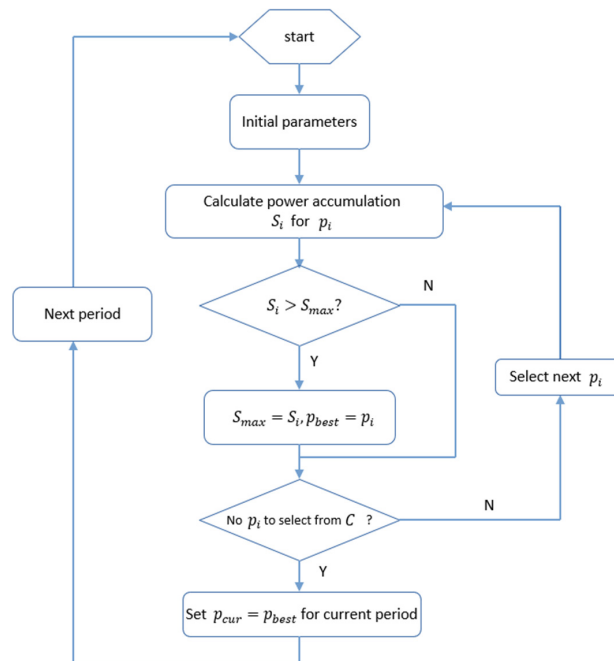 start
Initial parameters
Calculate power accumulation
S_i for p_i
N
S_i > S_max?
Next period
Y
Select next p_i
S_max = S_i, p_best = p_i
N
No p_i to select from C ?
Y
Set p_cur = p_best for current period